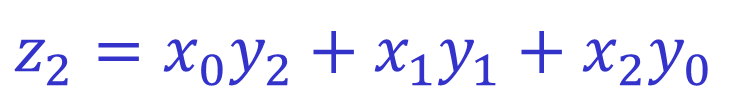 z₂ = x₀y₂ + x₁y₁ + x₂y₀